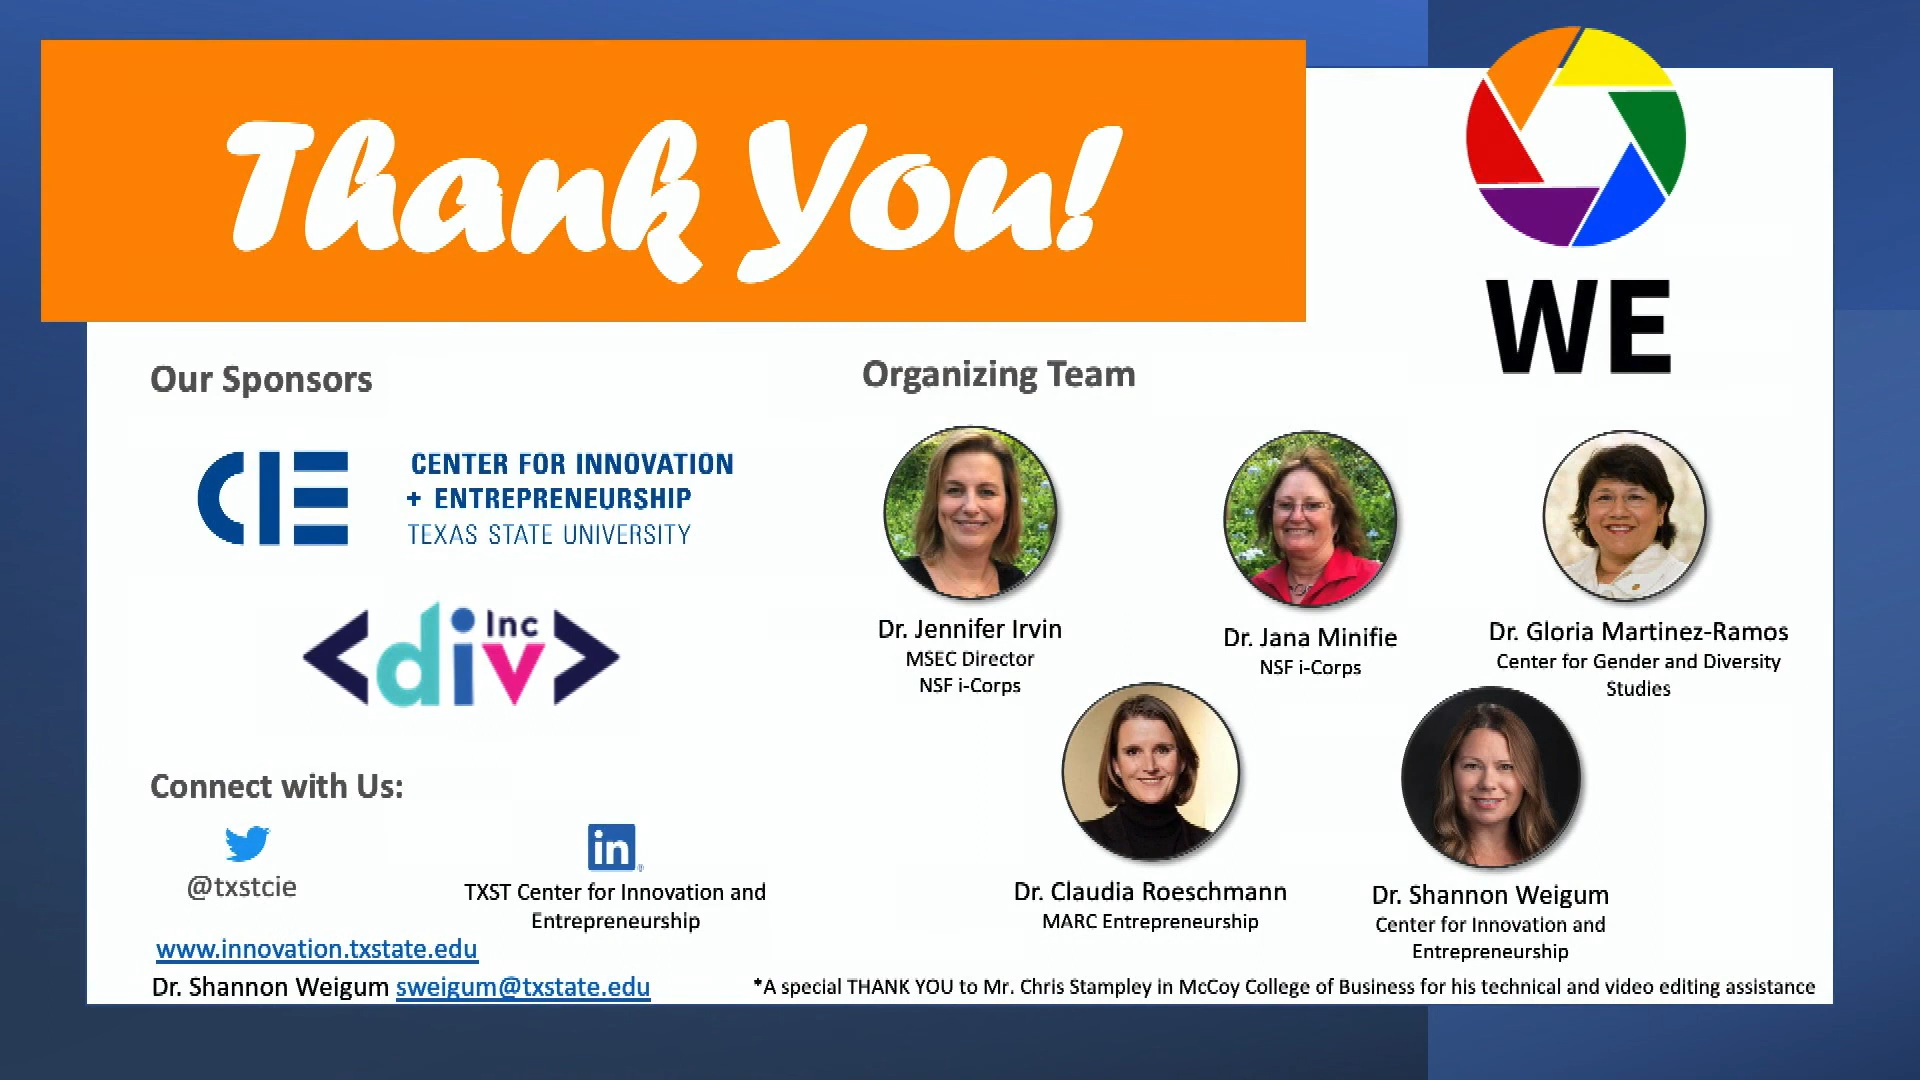 Thank You!
WE
Our Sponsors
CIE
CENTER FOR INNOVATION
+ ENTREPRENEURSHIP
TEXAS STATE UNIVERSITY
<div Inc>
Connect with Us:
@txstcie
in
TXST Center for Innovation and
Entrepreneurship
www.innovation.txstate.edu
Dr. Shannon Weigum sweigum@txstate.edu
Organizing Team
Dr. Jennifer Irvin
MSEC Director
NSF i-Corps
Dr. Jana Minifie
NSF i-Corps
Dr. Gloria Martinez-Ramos
Center for Gender and Diversity
Studies
Dr. Claudia Roeschmann
MARC Entrepreneurship
Dr. Shannon Weigum
Center for Innovation and
Entrepreneurship
*A special THANK YOU to Mr. Chris Stampley in McCoy College of Business for his technical and video editing assistance